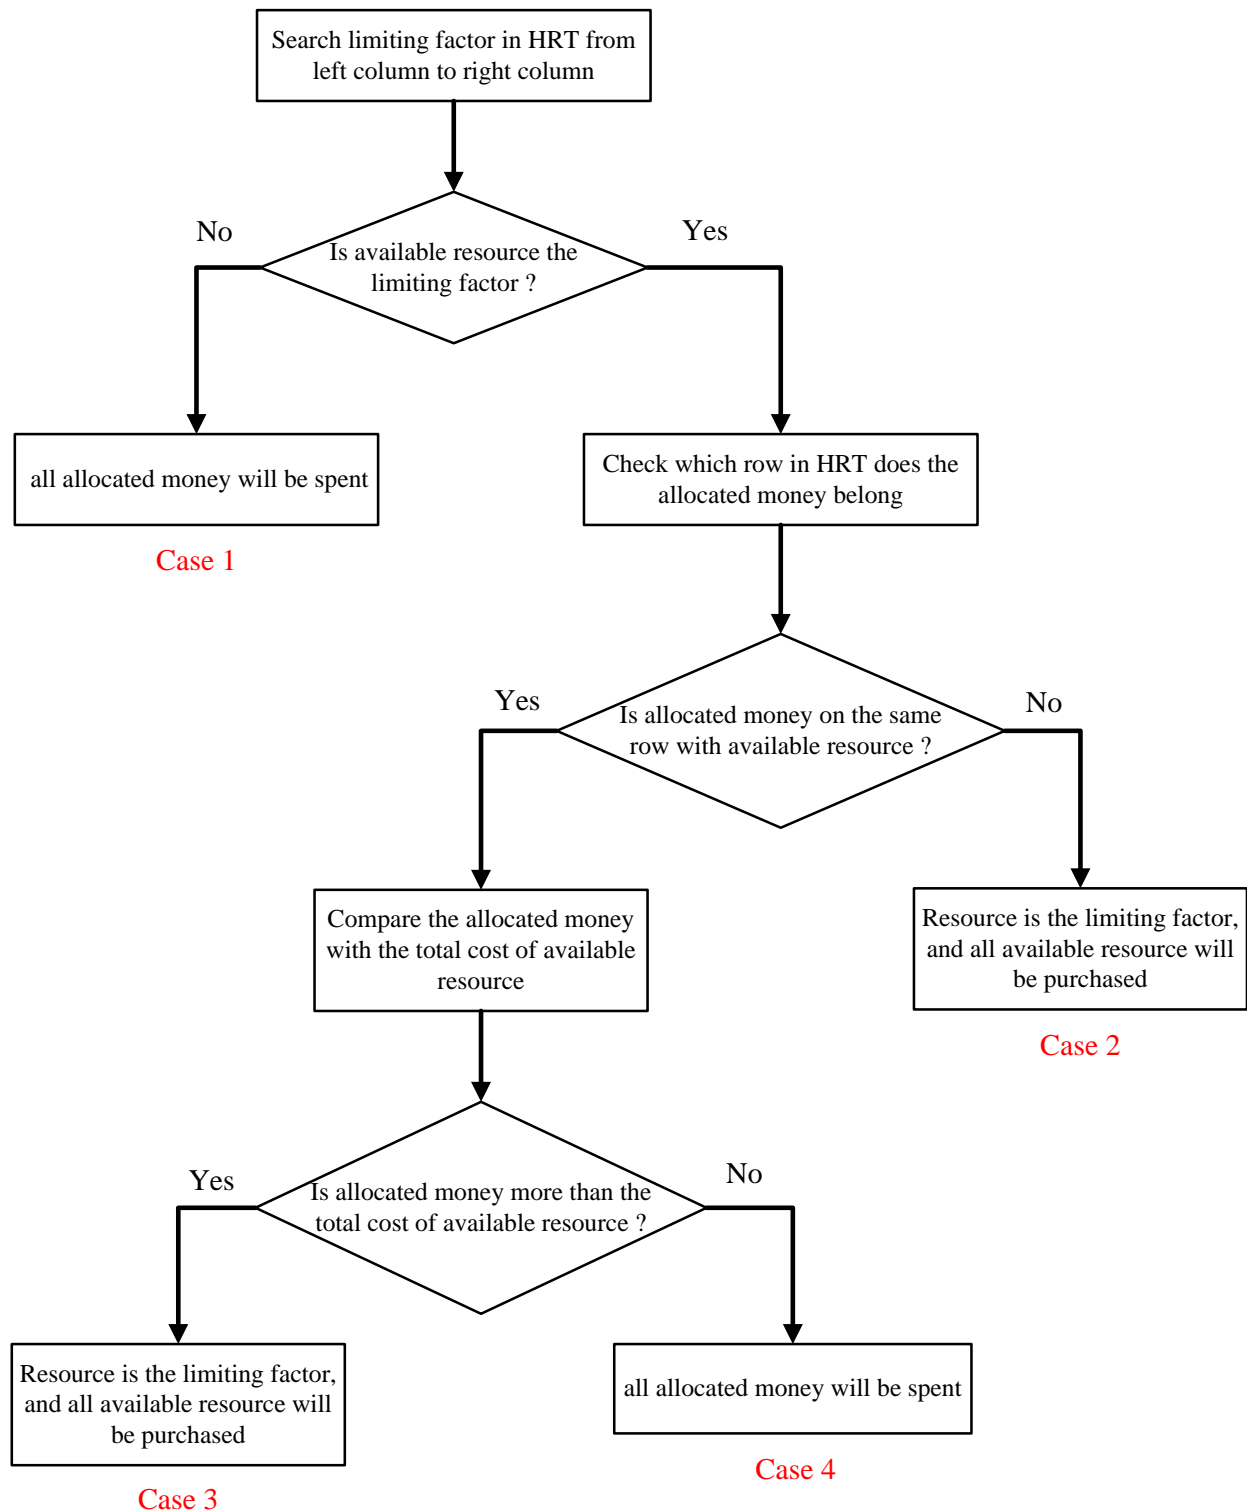 Search limiting factor in HRT from
left column to right column
No
Yes
Is available resource the
limiting factor ?
all allocated money will be spent
Case 1
Check which row in HRT does the
allocated money belong
Yes
No
Is allocated money on the same
row with available resource ?
Compare the allocated money
with the total cost of available
resource
Resource is the limiting factor,
and all available resource will
be purchased
Case 2
Yes
No
Is allocated money more than the
total cost of available resource ?
Resource is the limiting factor,
and all available resource will
be purchased
Case 3
all allocated money will be spent
Case 4